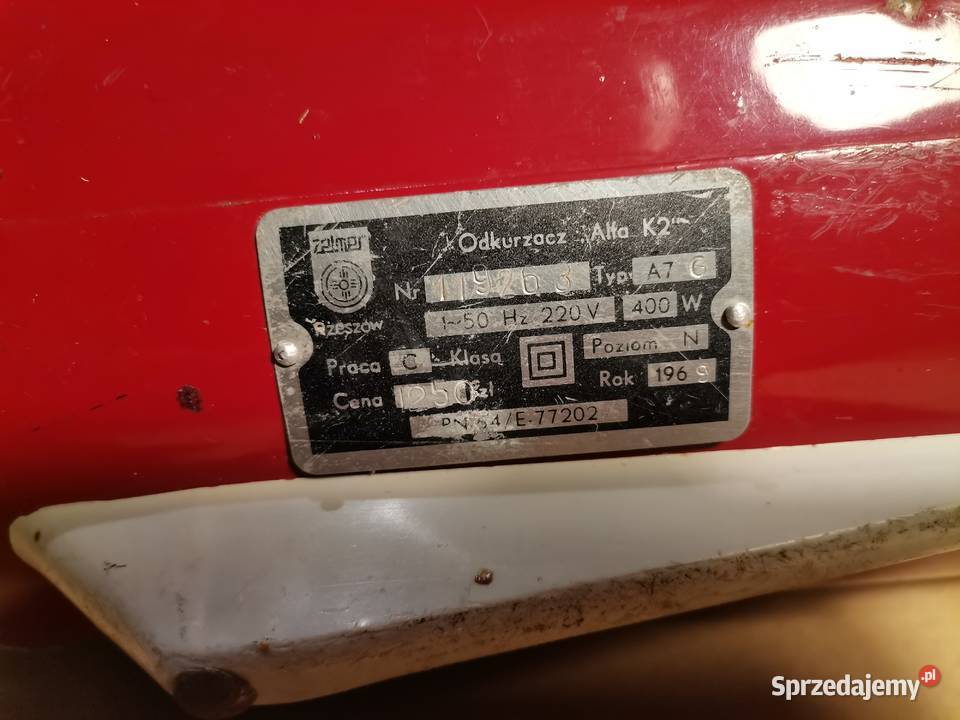 zelmer
Rzeszów
Odkurzacz „Alfa K2"
Nr 119263 Typ A7 G
1~50 Hz 220V 400 W
Praca C Klasa Poziom N
Cena 1250 zł Rok 1969
PN-64/E-77202
Sprzedajemy.pl